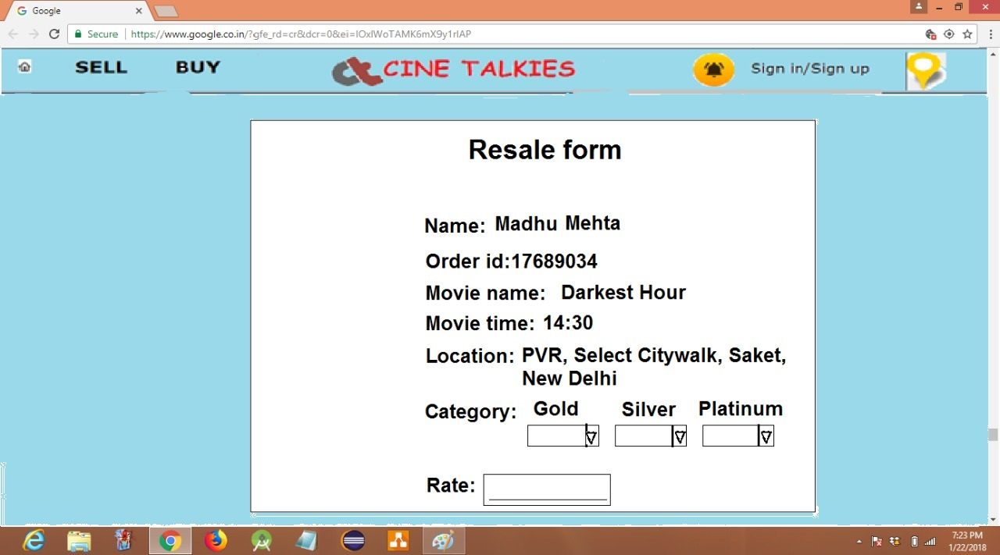 Google
Secure | https://www.google.co.in/?gfe_rd=cr&dcr=0&ei=IOxlWoTAMK6mX9y1rIAP
SELL BUY CINE TALKIES Sign in/Sign up
Resale form
Name: Madhu Mehta
Order id:17689034
Movie name: Darkest Hour
Movie time: 14:30
Location: PVR, Select Citywalk, Saket,
New Delhi
Category: Gold Silver Platinum
Rate:
7:23 PM
1/22/2018